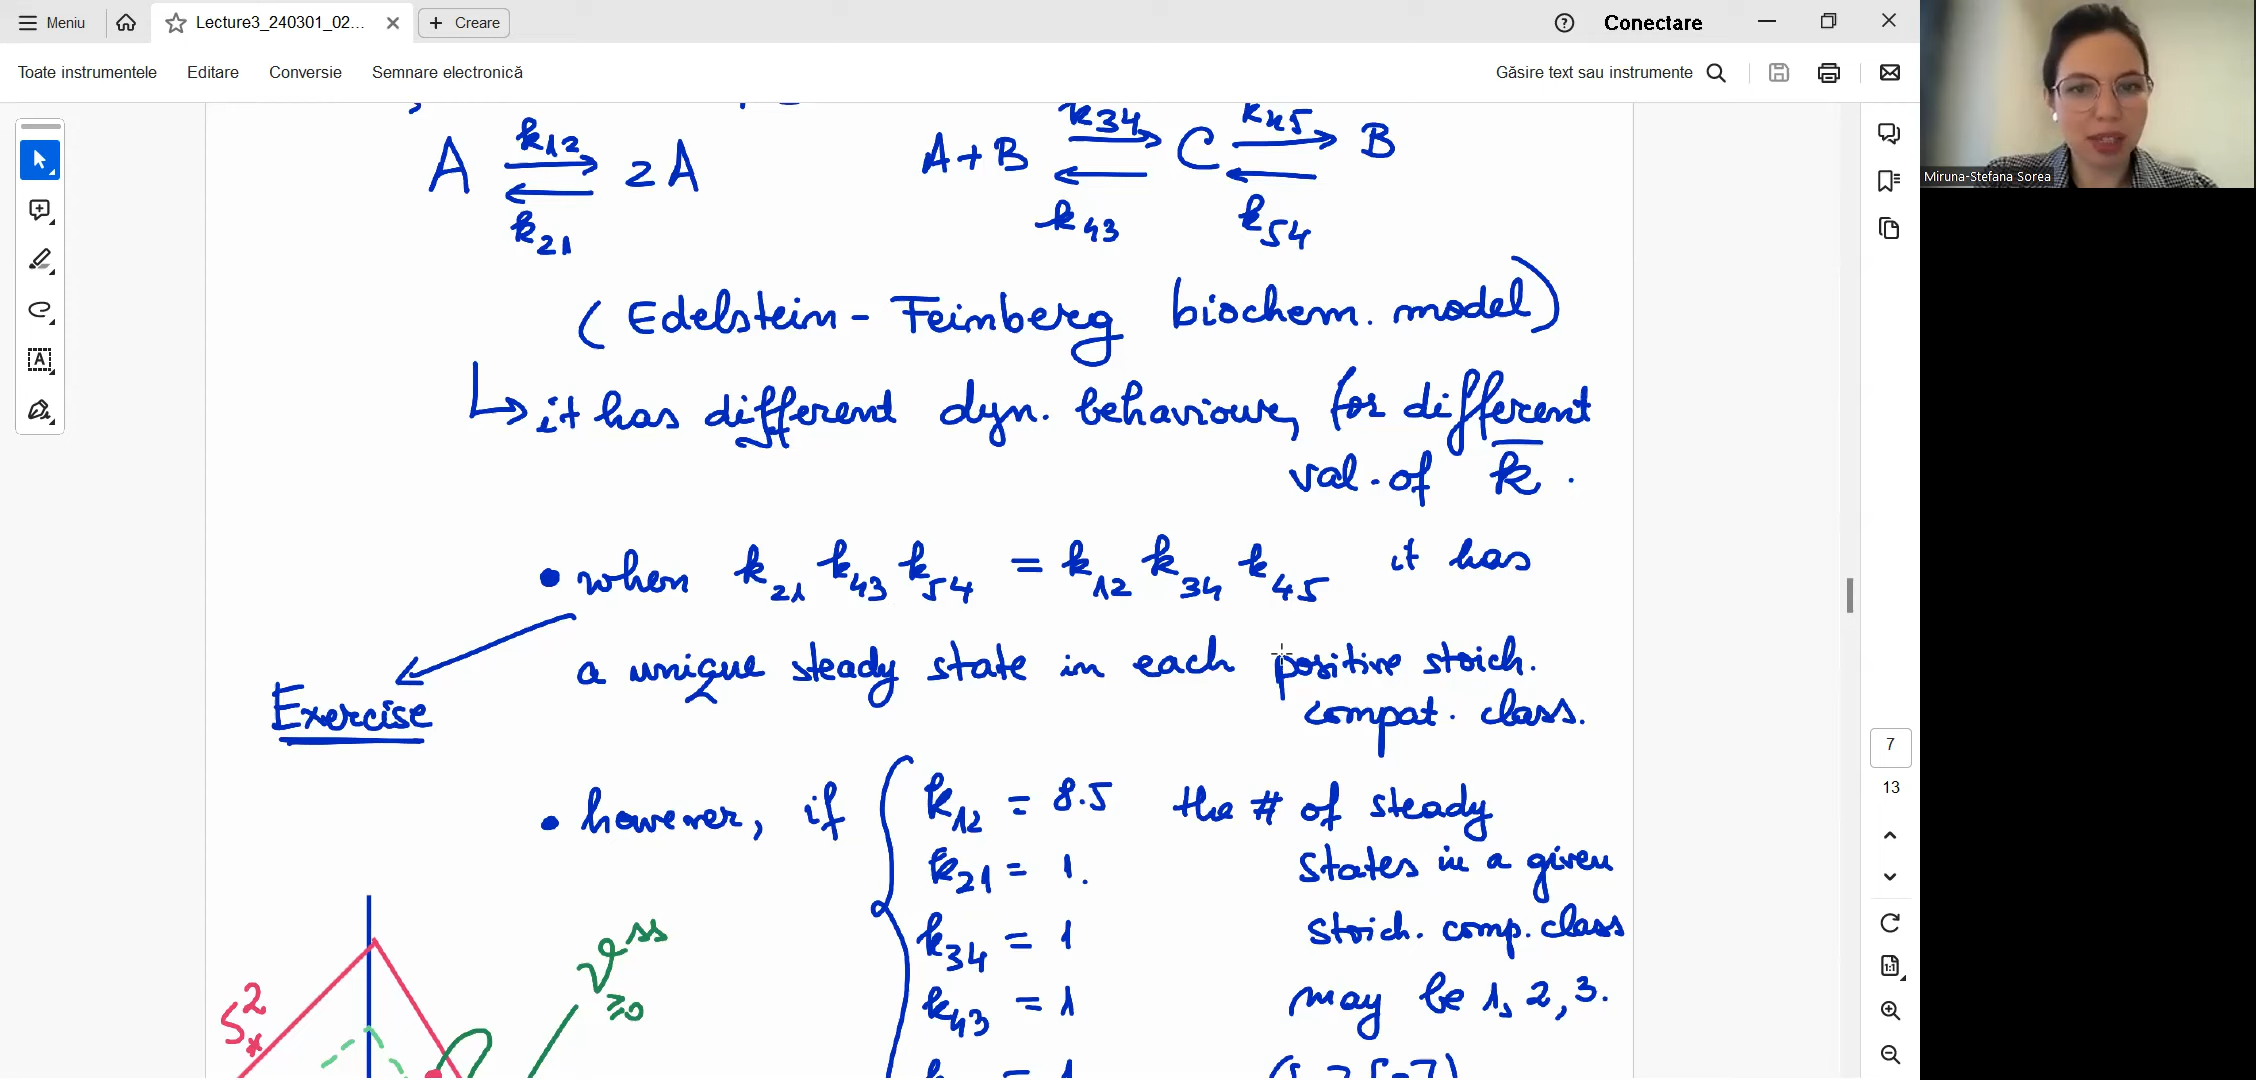 Meniu
Lecture3_240301_02...
Creare
Conectare
Toate instrumentele
Editare
Conversie
Semnare electronică
Găsire text sau instrumente
Miruna-Stefana Sorea
A k12 k21 2A
A+B k34 k43 C k45 k54 B
(Edelstein-Feinberg biochem. model)
it has different dyn. behaviour, for different
val. of k.
• when k21 k43 k54 = k12 k34 k45 it has
a unique steady state in each positive stoich.
compat. class.
Exercise
• however, if k12 = 8.5 the # of steady
k21 = 1. states in a given
k34 = 1 stoich. comp. class
k43 = 1 may be 1, 2, 3.
S*2
ss
≥0
7
13